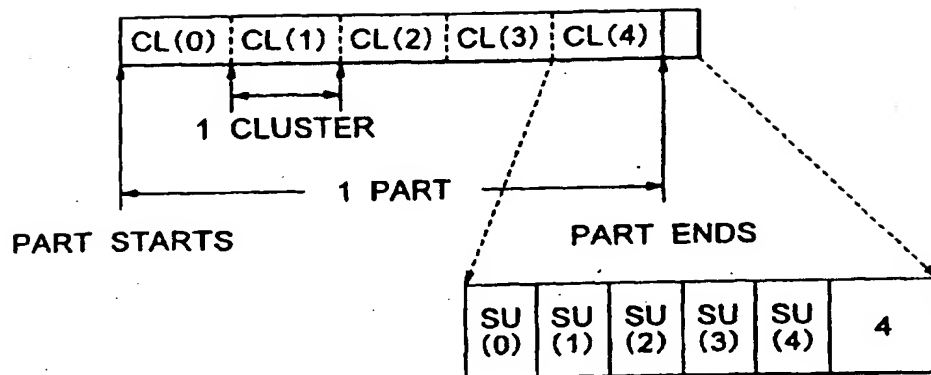 CL(0) CL(1) CL(2) CL(3) CL(4)
1 CLUSTER
1 PART
PART STARTS
PART ENDS
SU (0) SU (1) SU (2) SU (3) SU (4) 4